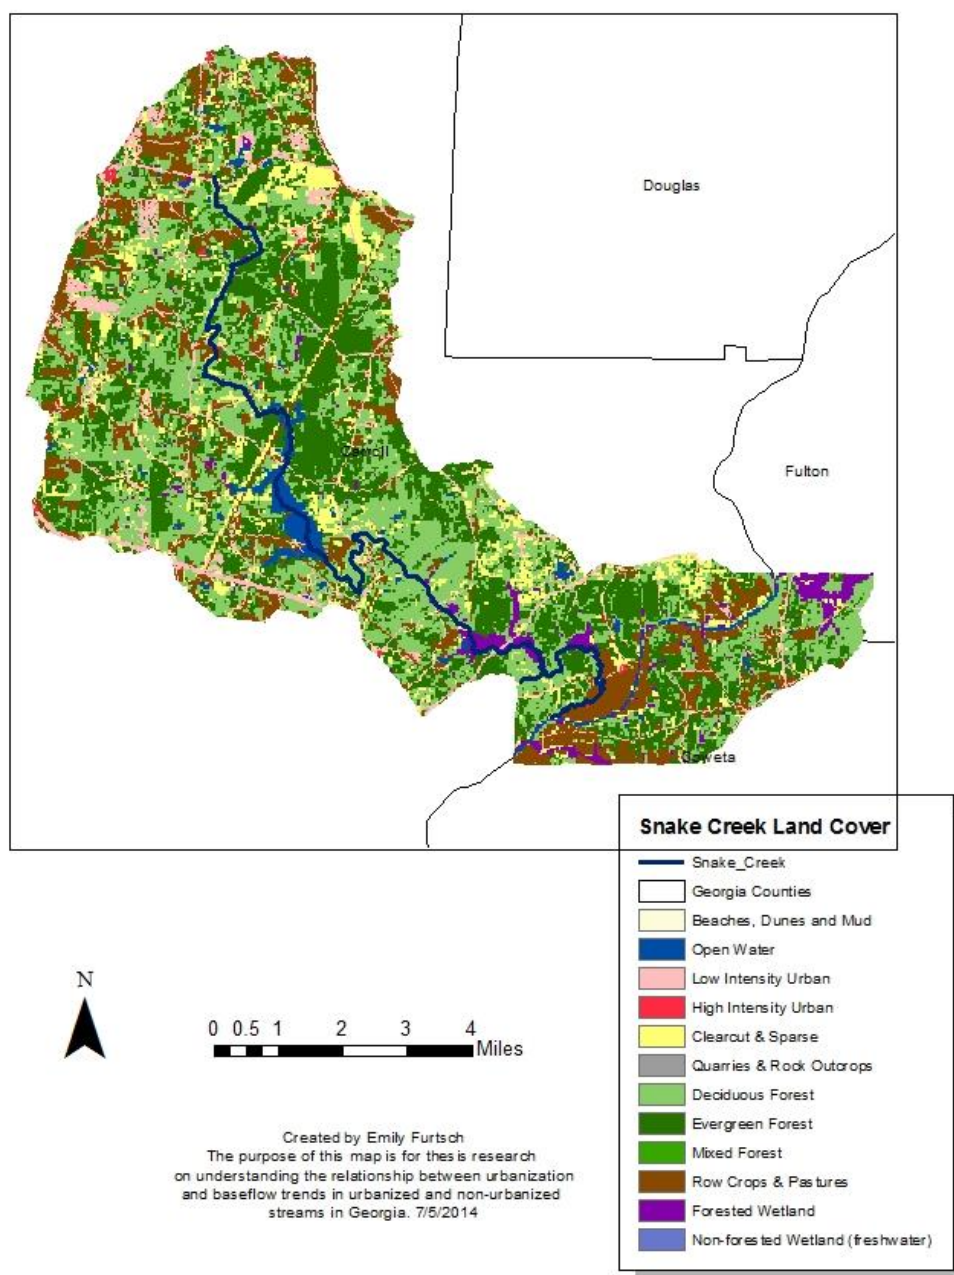 Douglas
Carroll
Fulton
Coweta
Snake Creek Land Cover
Snake_Creek
Georgia Counties
Beaches, Dunes and Mud
Open Water
Low Intensity Urban
High Intensity Urban
Clearcut & Sparse
Quarries & Rock Outcrops
Deciduous Forest
Evergreen Forest
Mixed Forest
Row Crops & Pastures
Forested Wetland
Non-forested Wetland (freshwater)
N
0 0.5 1 2 3 4
Miles
Created by Emily Furtsch
The purpose of this map is for thesis research
on understanding the relationship between urbanization
and baseflow trends in urbanized and non-urbanized
streams in Georgia. 7/5/2014